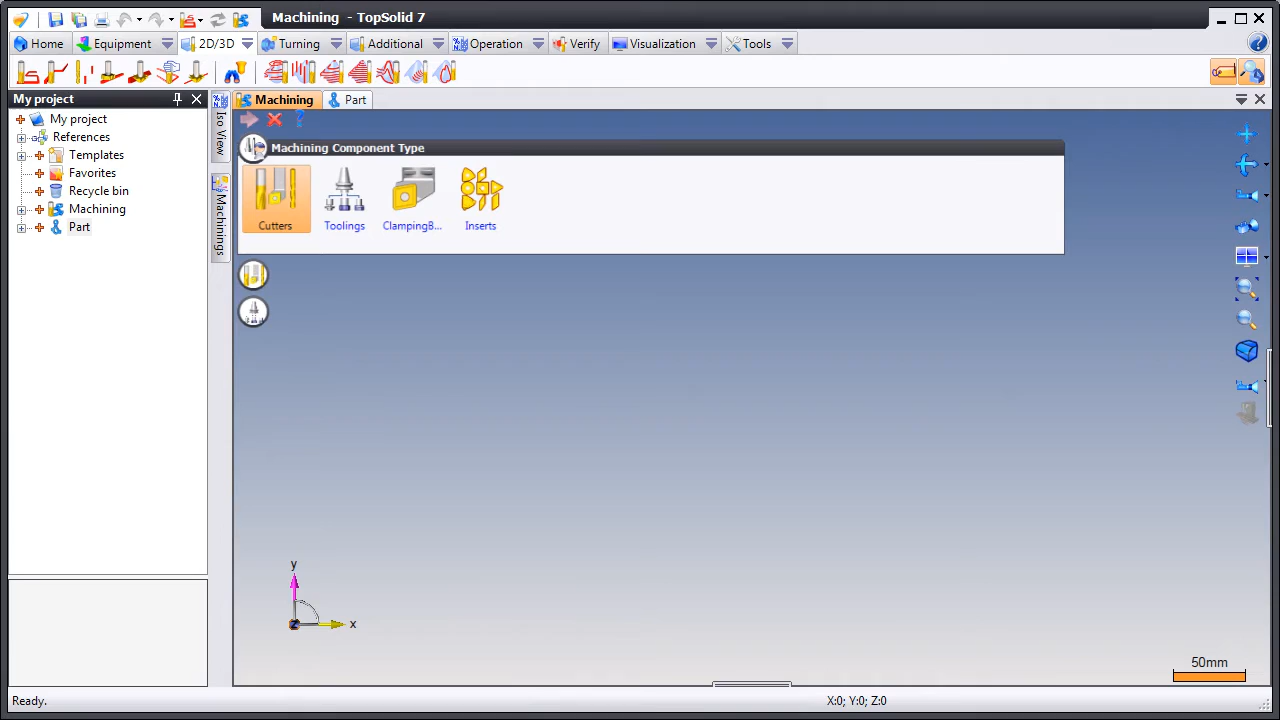 Machining - TopSolid 7
Home
Equipment
2D/3D
Turning
Additional
Operation
Verify
Visualization
Tools
My project
Machining
Part
My project
References
Templates
Favorites
Recycle bin
Machining
Part
Iso View
Machinings
Machining Component Type
Cutters
Toolings
ClampingB...
Inserts
y
x
50mm
Ready.
X:0; Y:0; Z:0